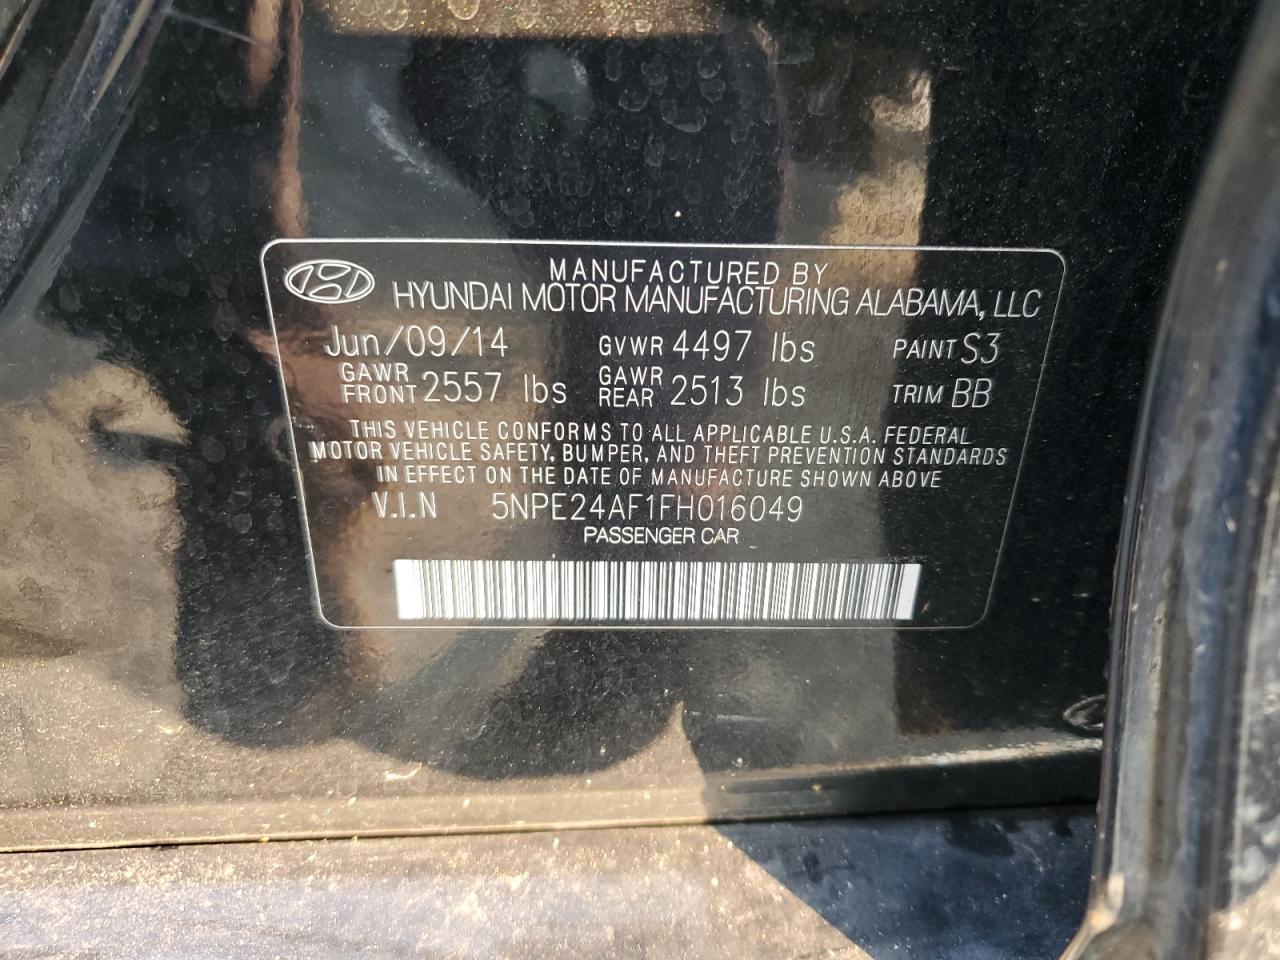 MANUFACTURED BY
HYUNDAI MOTOR MANUFACTURING ALABAMA, LLC
Jun/09/14 GVWR 4497 lbs PAINT S3
GAWR FRONT 2557 lbs GAWR REAR 2513 lbs TRIM BB
THIS VEHICLE CONFORMS TO ALL APPLICABLE U.S.A. FEDERAL
MOTOR VEHICLE SAFETY, BUMPER, AND THEFT PREVENTION STANDARDS
IN EFFECT ON THE DATE OF MANUFACTURE SHOWN ABOVE
V.I.N 5NPE24AF1FH016049
PASSENGER CAR